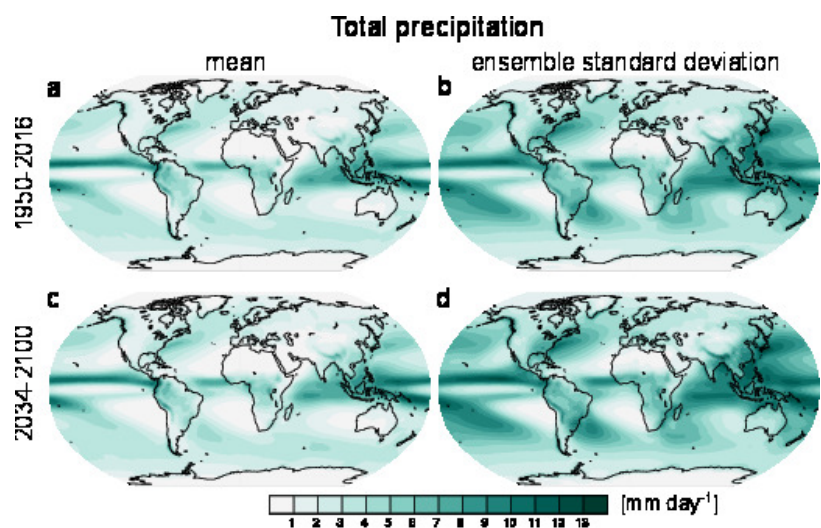 Total precipitation
mean
ensemble standard deviation
a
b
1950-2016
c
d
2034-2100
1 2 3 4 5 6 7 8 9 10 11 12 13
[mm day⁻¹]